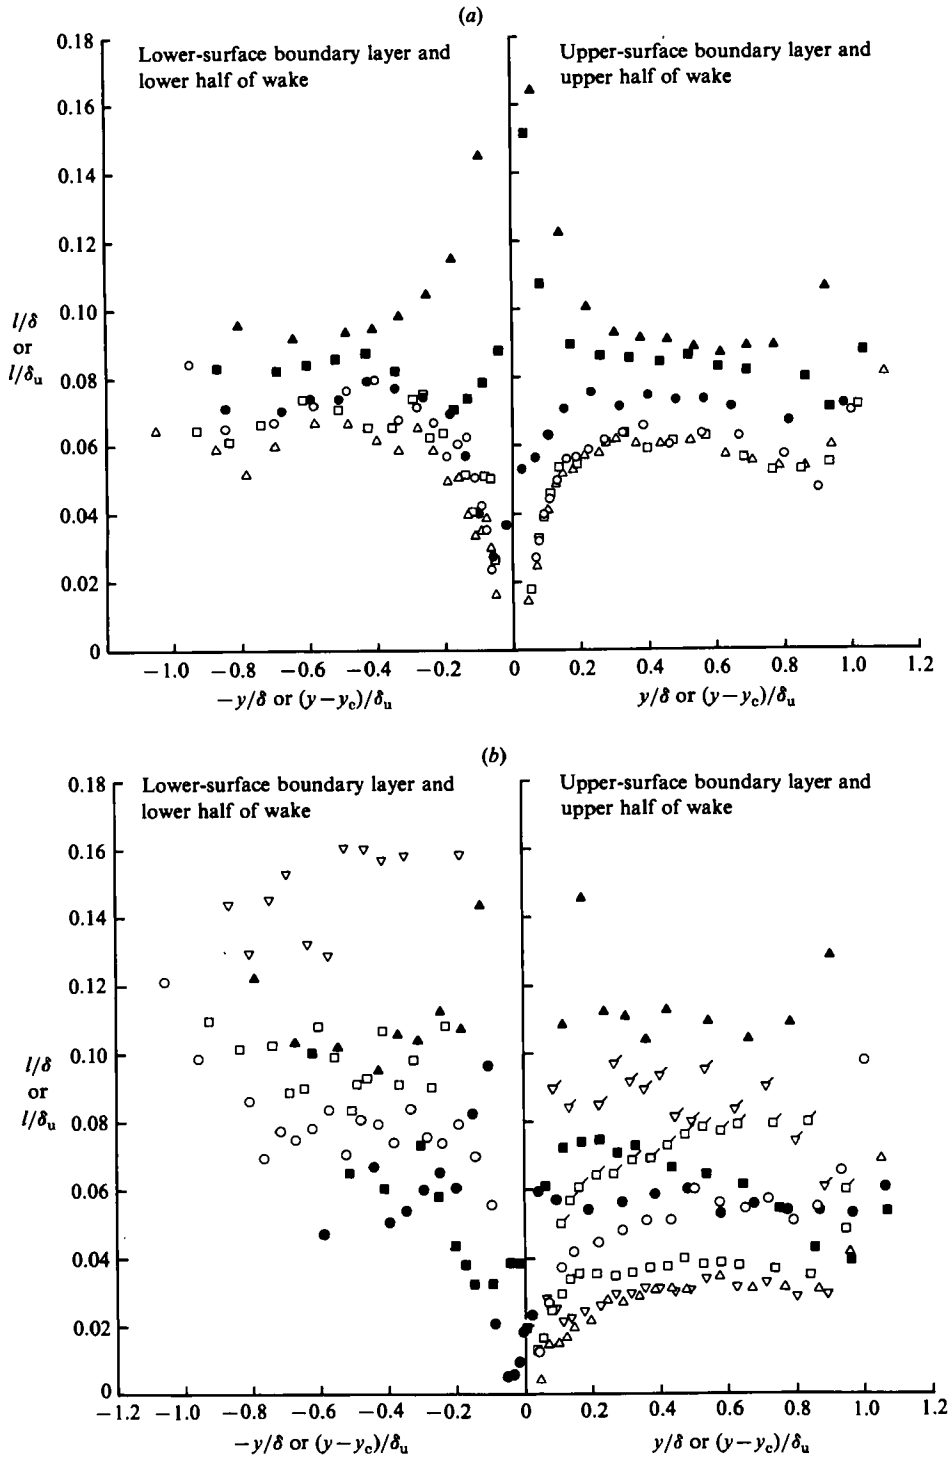 (a)
Lower-surface boundary layer and
lower half of wake
Upper-surface boundary layer and
upper half of wake
0.18
0.16
0.14
0.12
0.10
0.08
0.06
0.04
0.02
0
l/δ
or
l/δu
−1.0 −0.8 −0.6 −0.4 −0.2 0 0.2 0.4 0.6 0.8 1.0 1.2
−y/δ or (y−yc)/δu
y/δ or (y−yc)/δu
(b)
Lower-surface boundary layer and
lower half of wake
Upper-surface boundary layer and
upper half of wake
0.18
0.16
0.14
0.12
0.10
0.08
0.06
0.04
0.02
0
l/δ
or
l/δu
−1.2 −1.0 −0.8 −0.6 −0.4 −0.2 0 0.2 0.4 0.6 0.8 1.0 1.2
−y/δ or (y−yc)/δu
y/δ or (y−yc)/δu